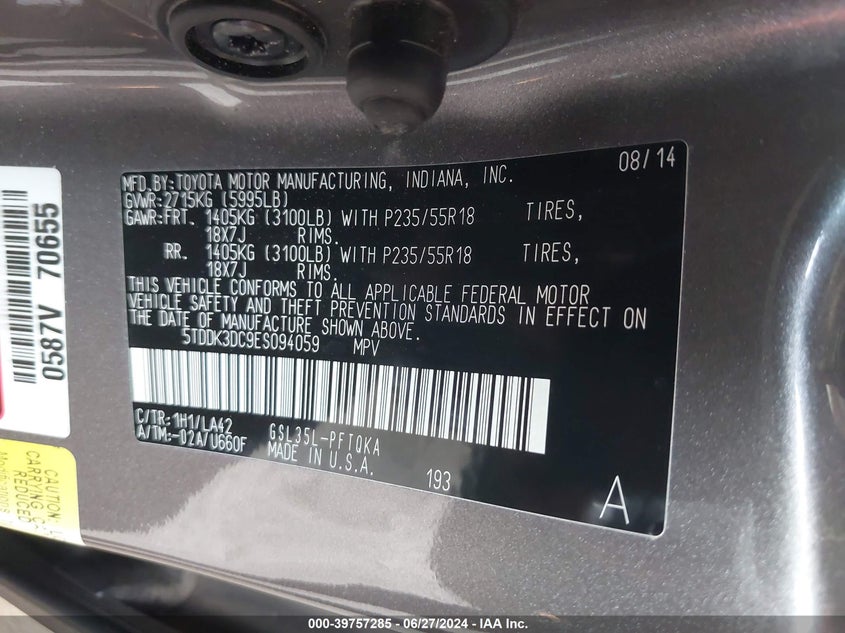 08/14
MFD.BY:TOYOTA MOTOR MANUFACTURING, INDIANA, INC.
GVWR:2715KG (5995LB)
GAWR:FRT. 1405KG (3100LB) WITH P235/55R18 TIRES,
18X7J RIMS.
RR. 1405KG (3100LB) WITH P235/55R18 TIRES,
18X7J RIMS.
THIS VEHICLE CONFORMS TO ALL APPLICABLE FEDERAL MOTOR
VEHICLE SAFETY AND THEFT PREVENTION STANDARDS IN EFFECT ON
THE DATE OF MANUFACTURE SHOWN ABOVE.
5TDDK3DC9ES094059 MPV
C/TR:1H1/LA42 GSL35L-PFTQKA
A/TM:-02A/U660F MADE IN U.S.A.
193
A
0587V 70655
CAUTION
CARRYING
REDUCED
000-39757285 - 06/27/2024 - IAA, Inc.